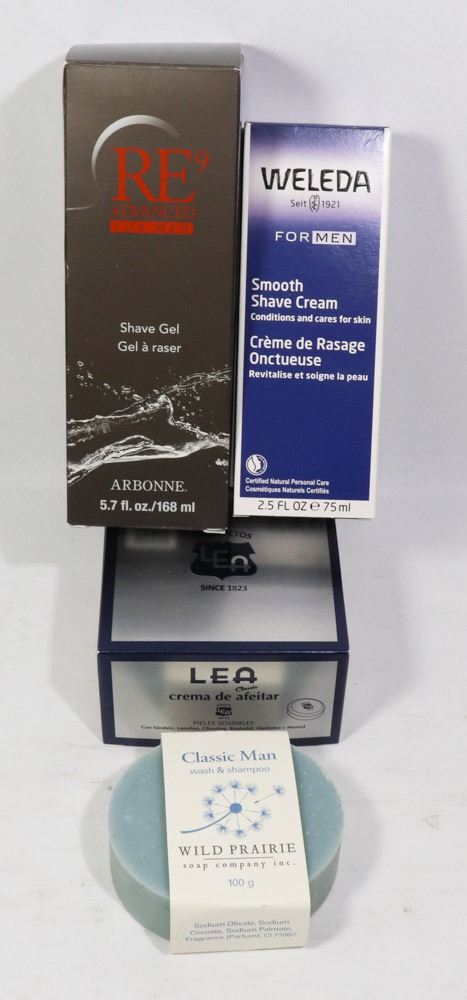 RE9
ADVANCED
FOR MEN
Shave Gel
Gel à raser
ARBONNE®
5.7 fl. oz./168 ml
WELEDA
Seit 1921
FOR MEN
Smooth
Shave Cream
Conditions and cares for skin
Crème de Rasage
Onctueuse
Revitalise et soigne la peau
Certified Natural Personal Care
Cosmétiques Naturels Certifiés
2.5 FL OZ ℮ 75 ml
LEA
SINCE 1823
LEA
Classic
crema de afeitar
LEA
PIELES SENSIBLES
Classic Man
wash & shampoo
WILD PRAIRIE
soap company inc.
100 g
Sodium Olivate, Sodium
Cocoate, Sodium Palmate,
Fragrance (Parfum), CI 77007